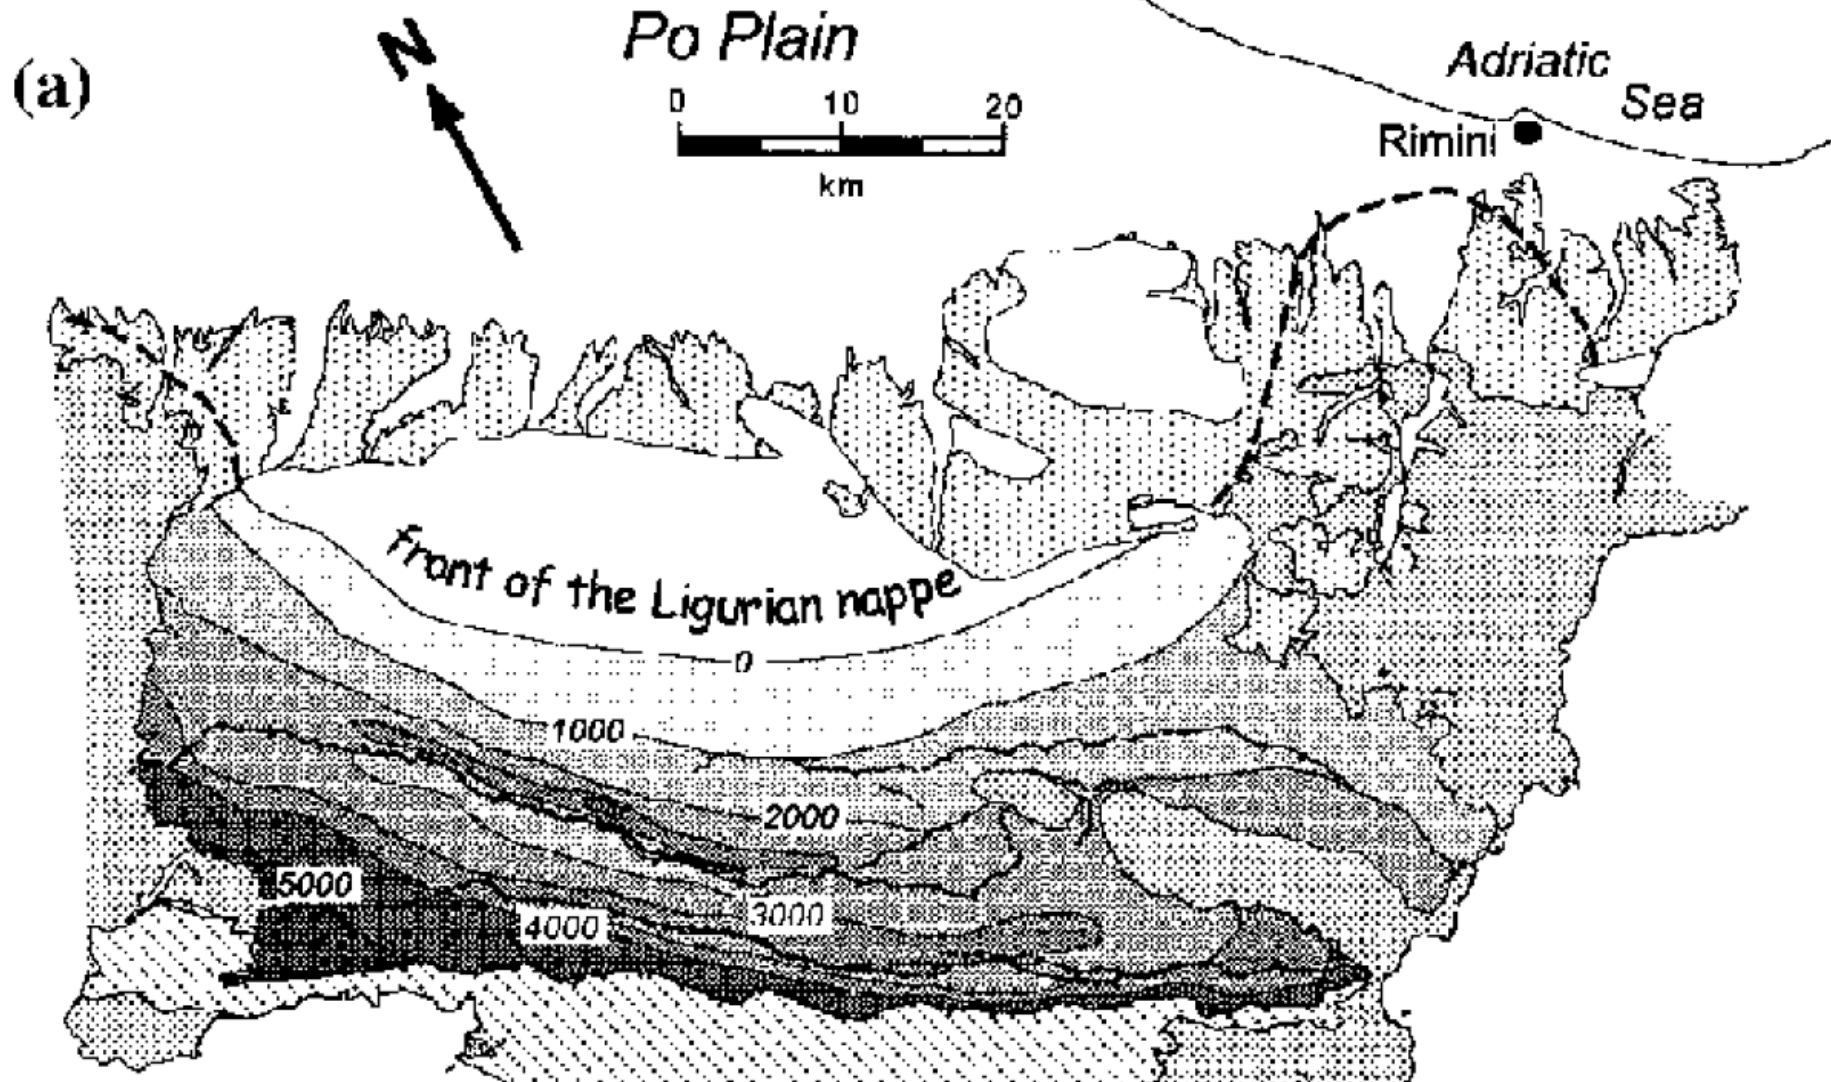 (a)
N
Po Plain
0 10 20
km
Adriatic
Sea
Rimini
front of the Ligurian nappe
0
1000
2000
5000
3000
4000